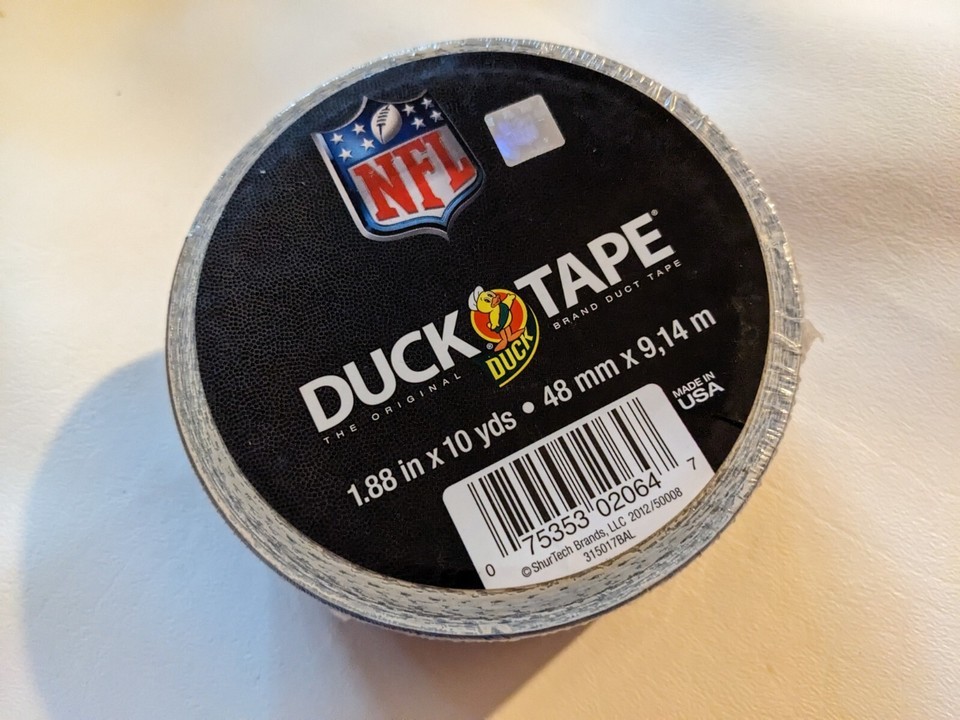 NFL
DUCK TAPE®
THE ORIGINAL DUCK® BRAND DUCT TAPE
1.88 in x 10 yds • 48 mm x 9,14 m
MADE IN
USA
0 75353 02064 7
©ShurTech Brands, LLC 2012/50008
315017BAL